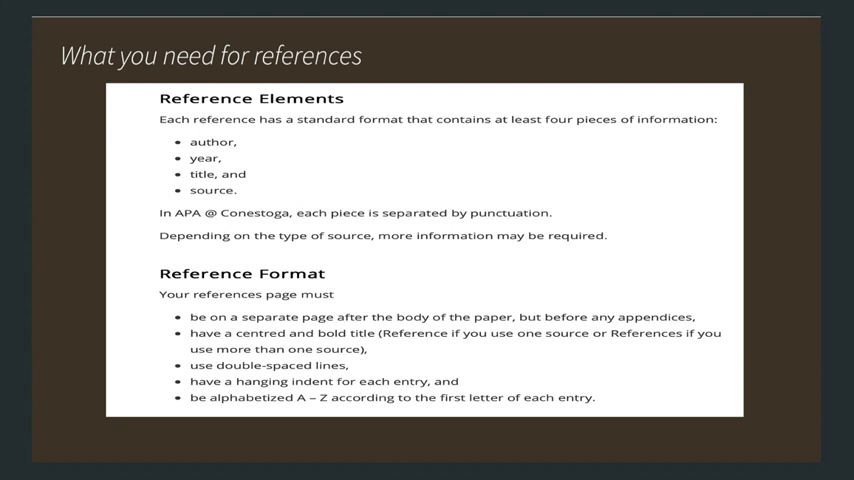 What you need for references
Reference Elements
Each reference has a standard format that contains at least four pieces of information:
• author,
• year,
• title, and
• source.
In APA @ Conestoga, each piece is separated by punctuation.
Depending on the type of source, more information may be required.
Reference Format
Your references page must
• be on a separate page after the body of the paper, but before any appendices,
• have a centred and bold title (Reference if you use one source or References if you
use more than one source),
• use double-spaced lines,
• have a hanging indent for each entry, and
• be alphabetized A – Z according to the first letter of each entry.